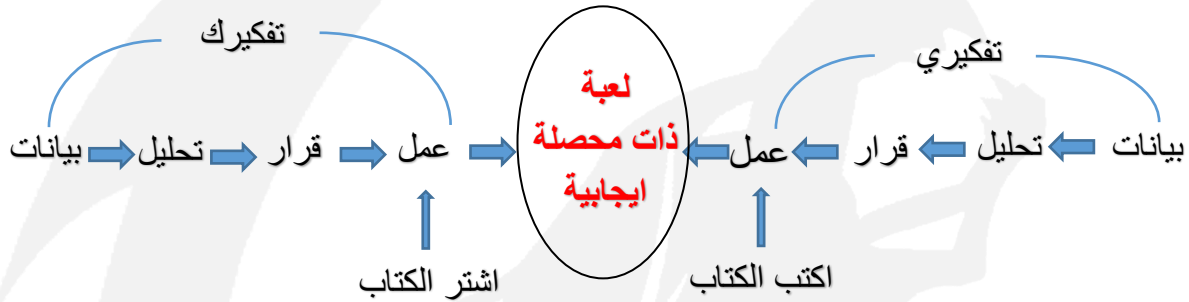 تفكيرك
تفكيري
لعبة
ذات محصلة
ايجابية
بيانات
تحليل
قرار
عمل
عمل
قرار
تحليل
بيانات
اكتب الكتاب
اشتر الكتاب